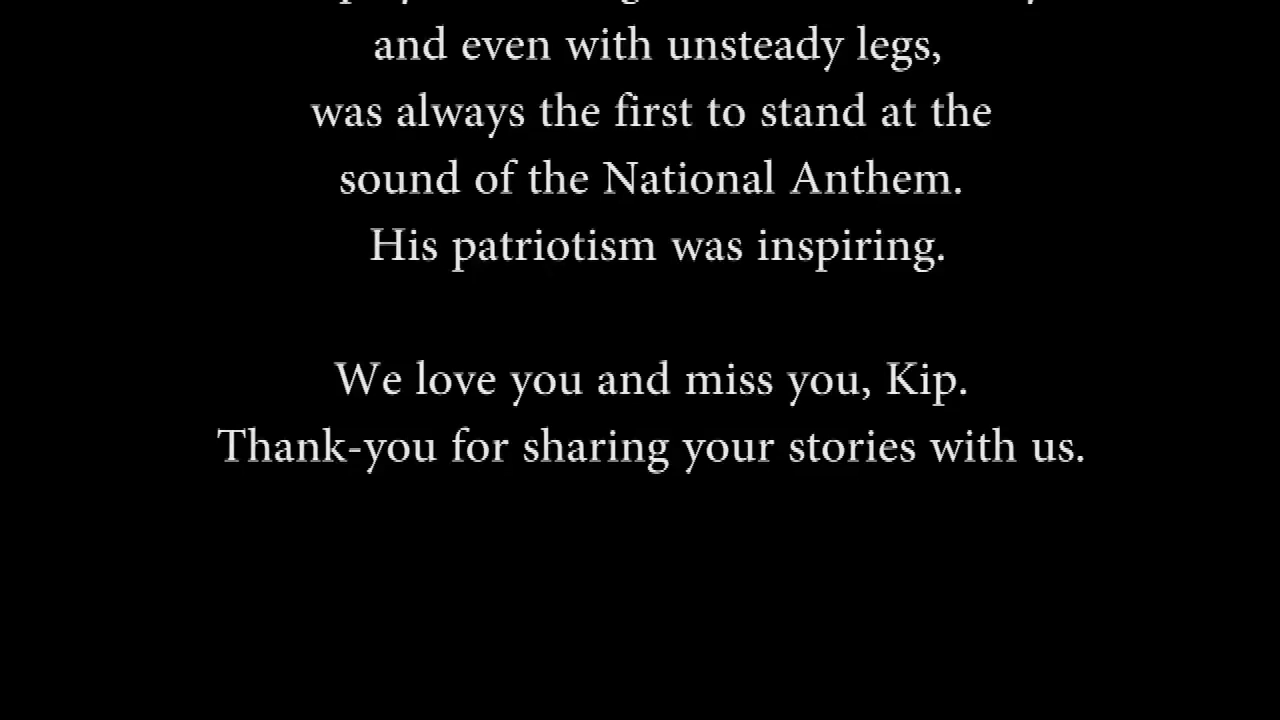 and even with unsteady legs,
was always the first to stand at the
sound of the National Anthem.
His patriotism was inspiring.
We love you and miss you, Kip.
Thank-you for sharing your stories with us.